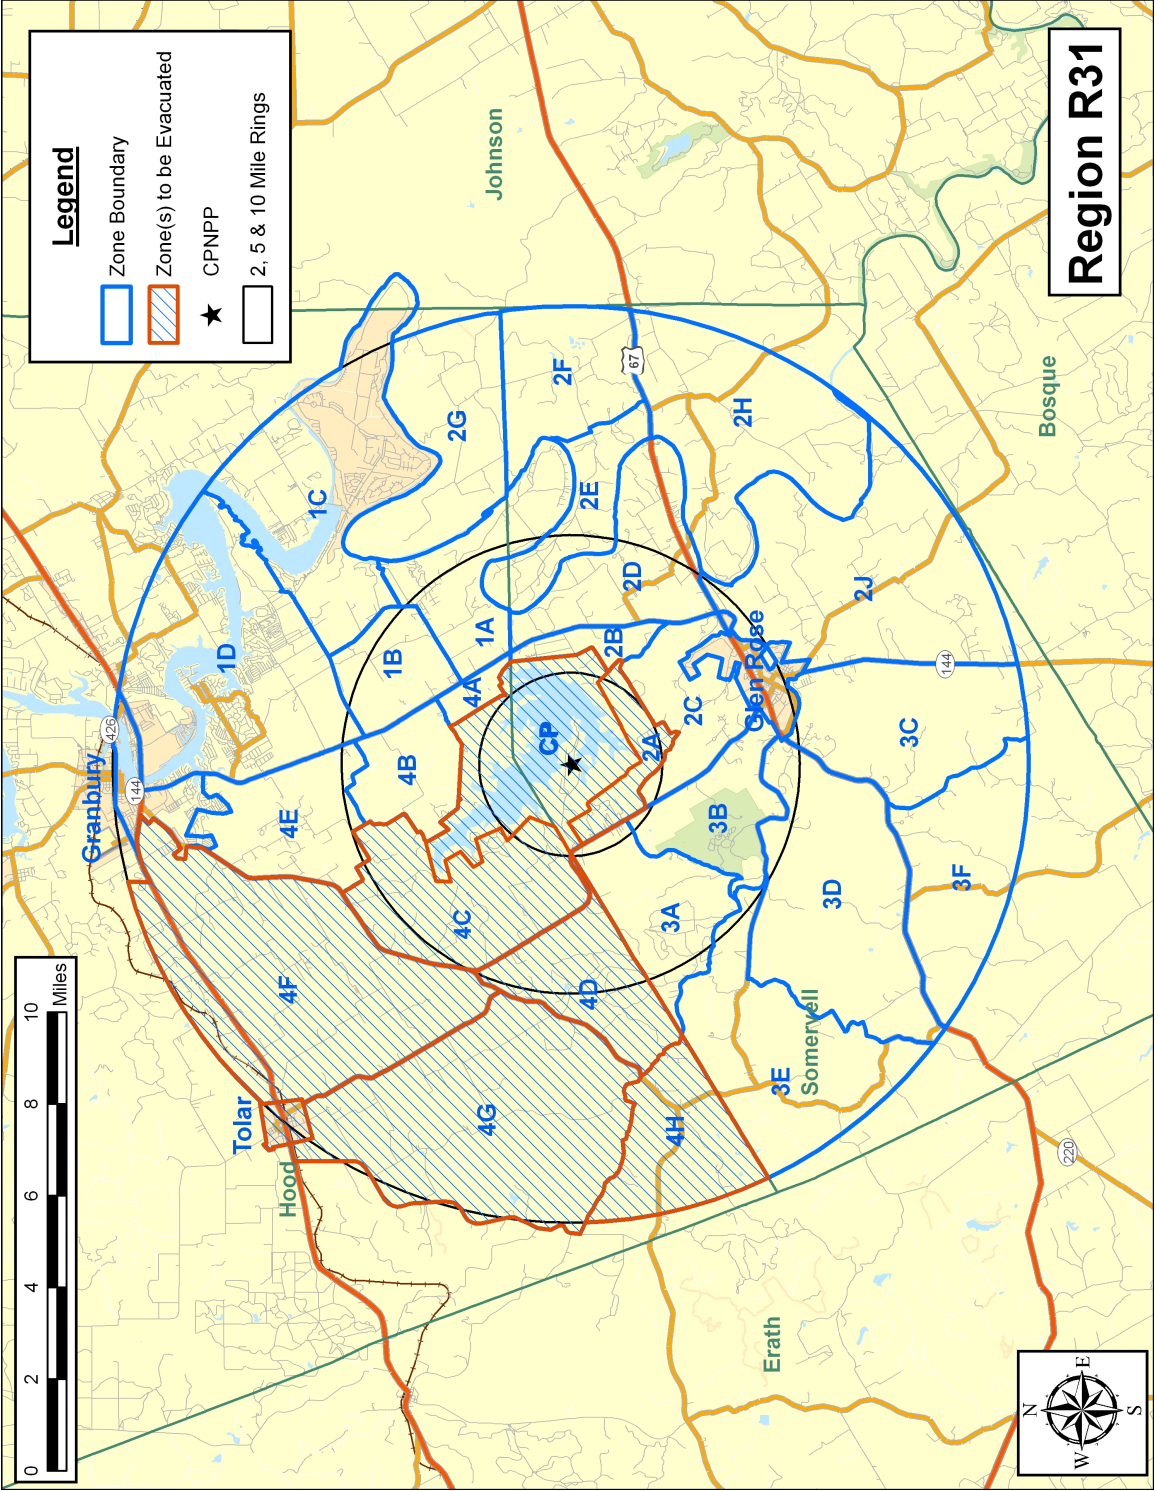 Legend
Zone Boundary
Zone(s) to be Evacuated
CPNPP
2, 5 & 10 Mile Rings
Region R31
0 2 4 6 8 10
Miles
N
W E
S
Granbury
Tolar
Glen Rose
Hood
Johnson
Bosque
Somervell
Erath
426
144
67
144
220
CP
1A
1B
1C
1D
2A
2B
2C
2D
2E
2F
2G
2H
2J
3A
3B
3C
3D
3E
3F
4A
4B
4C
4D
4E
4F
4G
4H